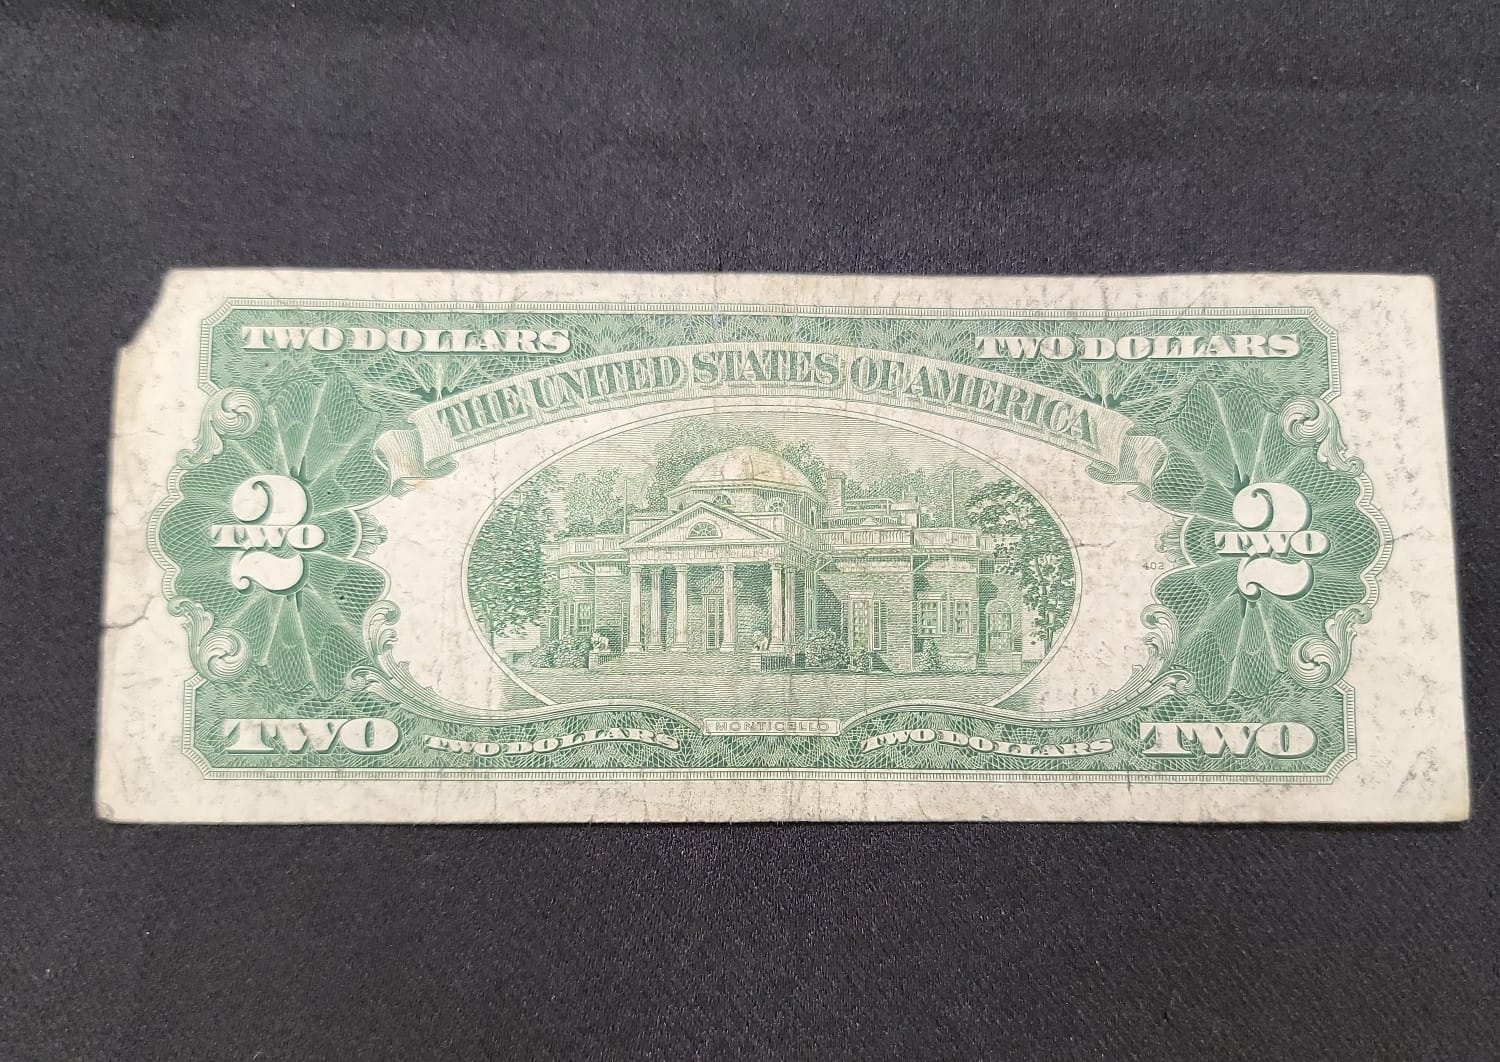 TWO DOLLARS
TWO DOLLARS
THE UNITED STATES OF AMERICA
2
TWO
2
TWO
402
TWO
TWO DOLLARS
MONTICELLO
TWO DOLLARS
TWO